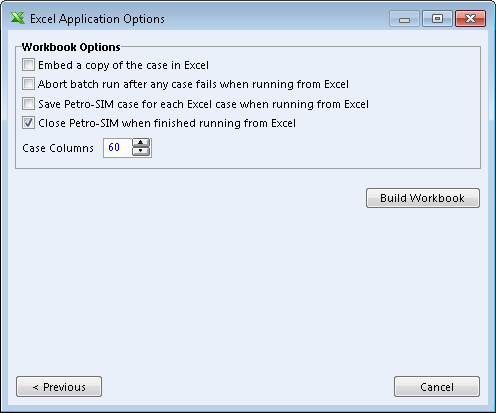 Excel Application Options
Workbook Options
Embed a copy of the case in Excel
Abort batch run after any case fails when running from Excel
Save Petro-SIM case for each Excel case when running from Excel
Close Petro-SIM when finished running from Excel
Case Columns 60
Build Workbook
< Previous Cancel